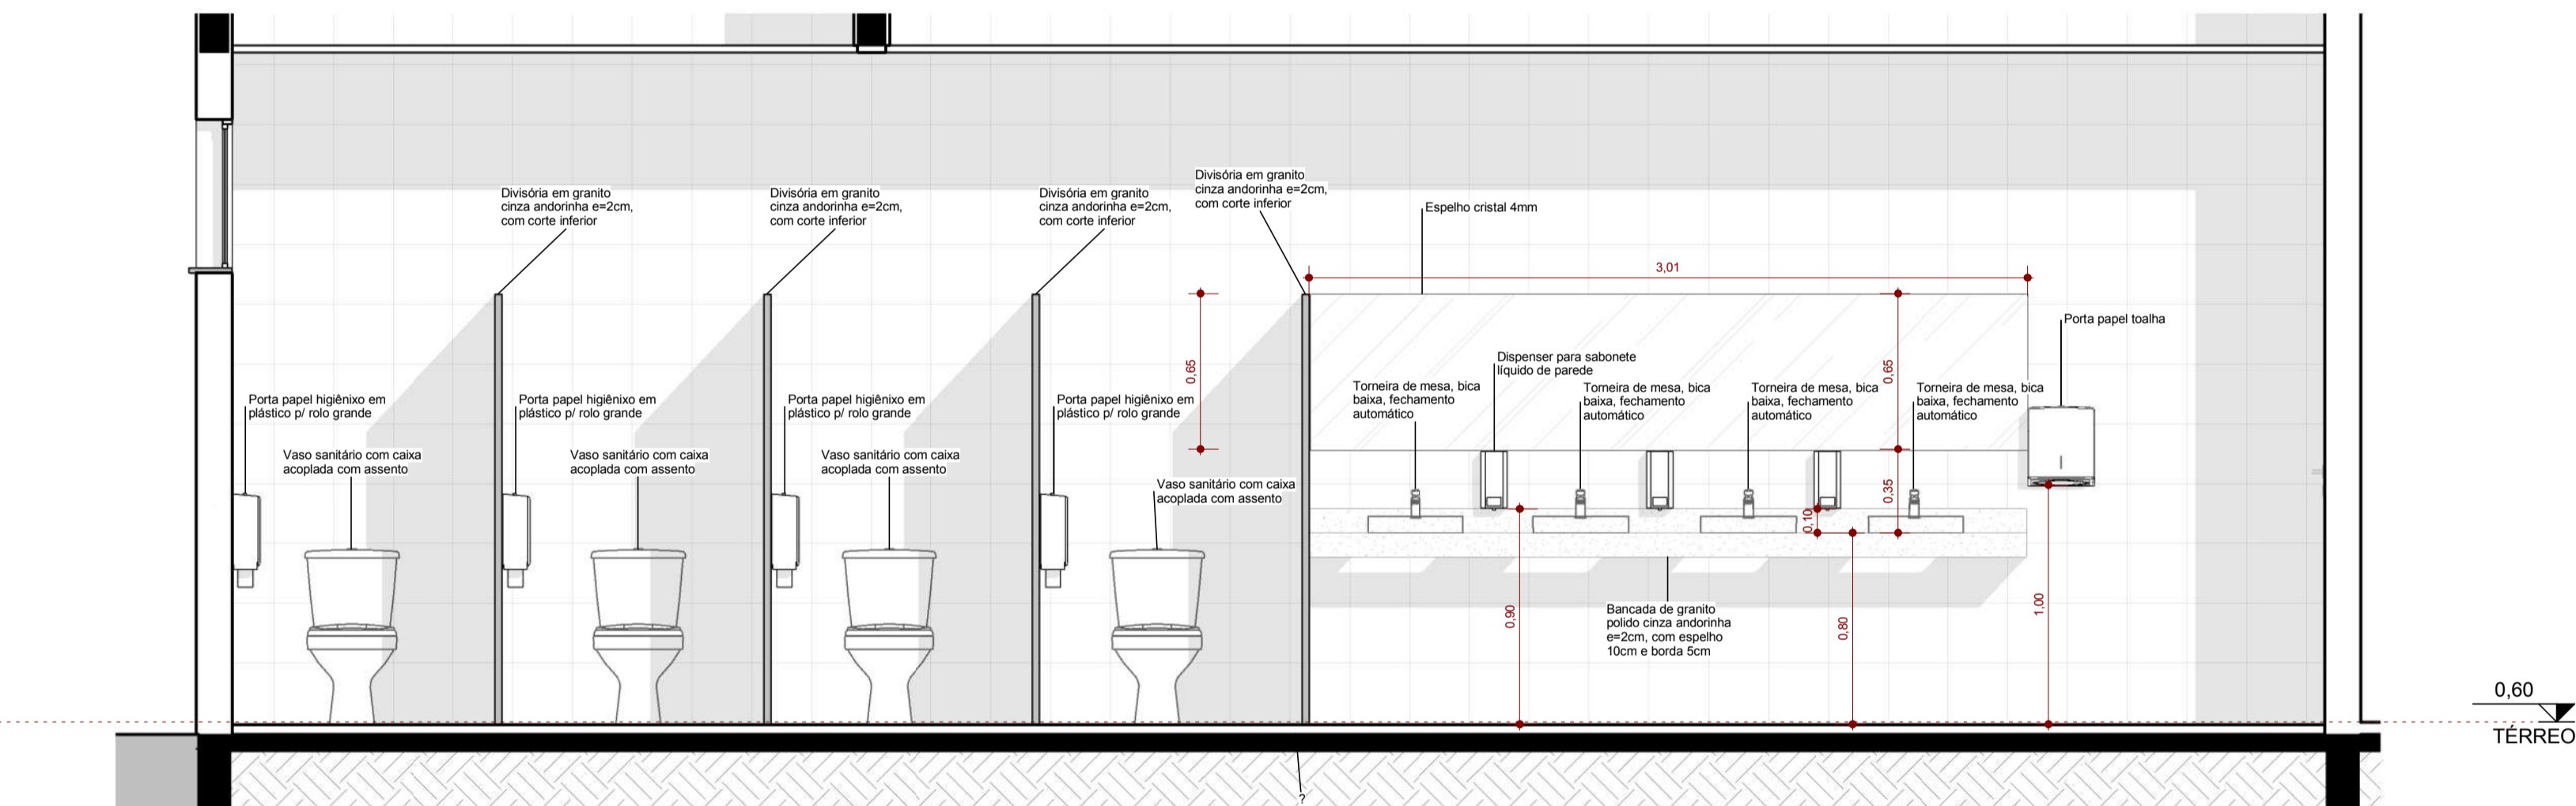 Divisória em granito
cinza andorinha e=2cm,
com corte inferior
Divisória em granito
cinza andorinha e=2cm,
com corte inferior
Divisória em granito
cinza andorinha e=2cm,
com corte inferior
Divisória em granito
cinza andorinha e=2cm,
com corte inferior
Espelho cristal 4mm
3,01
Porta papel toalha
0,65
0,65
Dispenser para sabonete
líquido de parede
Torneira de mesa, bica
baixa, fechamento
automático
Torneira de mesa, bica
baixa, fechamento
automático
Torneira de mesa, bica
baixa, fechamento
automático
Torneira de mesa, bica
baixa, fechamento
automático
Porta papel higiênixo em
plástico p/ rolo grande
Porta papel higiênixo em
plástico p/ rolo grande
Porta papel higiênixo em
plástico p/ rolo grande
Porta papel higiênixo em
plástico p/ rolo grande
Vaso sanitário com caixa
acoplada com assento
Vaso sanitário com caixa
acoplada com assento
Vaso sanitário com caixa
acoplada com assento
Vaso sanitário com caixa
acoplada com assento
0,35
0,10
0,90
0,80
1,00
Bancada de granito
polido cinza andorinha
e=2cm, com espelho
10cm e borda 5cm
0,60
TÉRREO
?